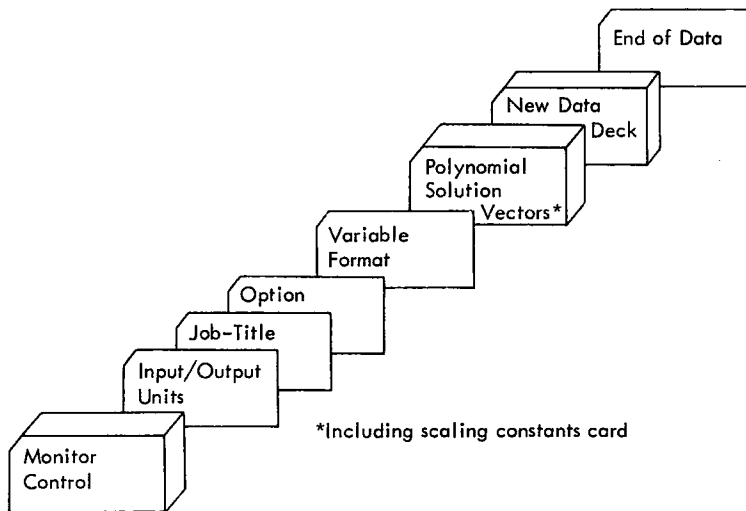 End of Data
New Data
Deck
Polynomial
Solution
Vectors*
Variable
Format
Option
Job-Title
Input/Output
Units
*Including scaling constants card
Monitor
Control